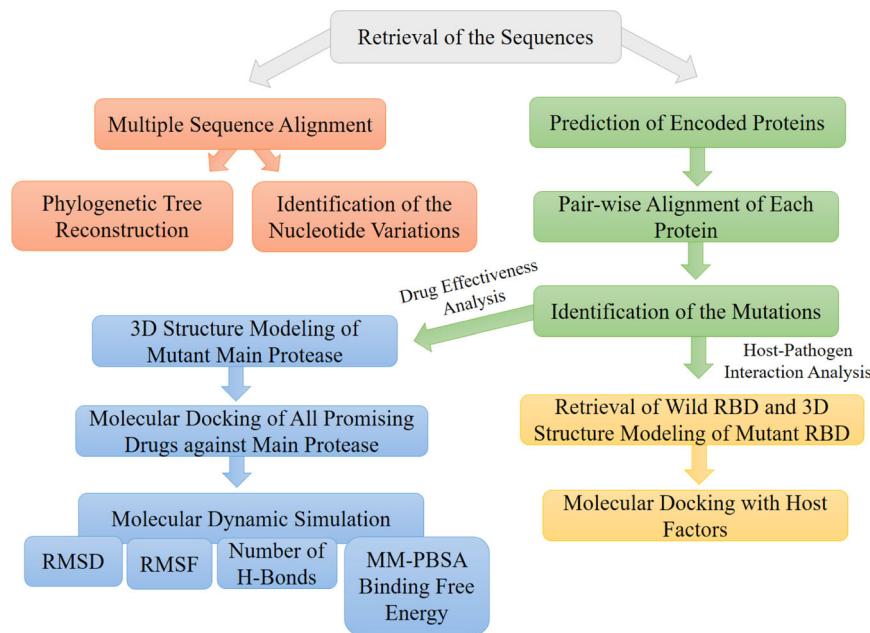 Retrieval of the Sequences
Multiple Sequence Alignment
Phylogenetic Tree
Reconstruction
Identification of the
Nucleotide Variations
Prediction of Encoded Proteins
Pair-wise Alignment of Each
Protein
Identification of the Mutations
Drug Effectiveness
Analysis
Host-Pathogen
Interaction Analysis
3D Structure Modeling of
Mutant Main Protease
Molecular Docking of All Promising
Drugs against Main Protease
Molecular Dynamic Simulation
RMSD
RMSF
Number of
H-Bonds
MM-PBSA
Binding Free
Energy
Retrieval of Wild RBD and 3D
Structure Modeling of Mutant RBD
Molecular Docking with Host
Factors